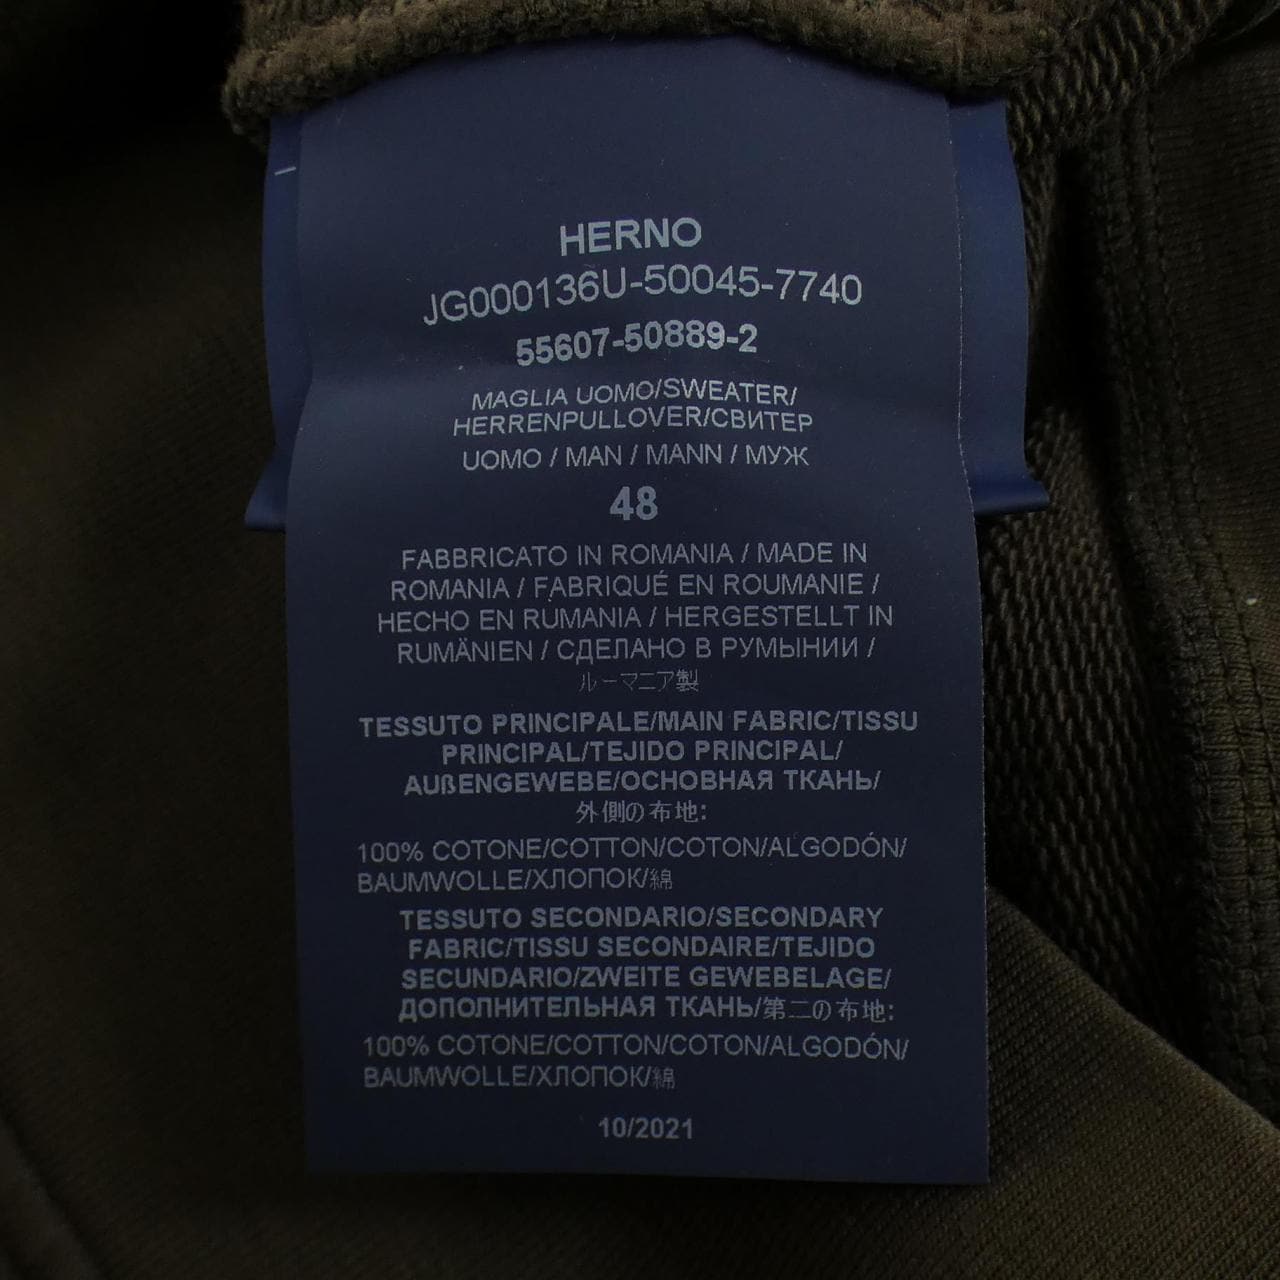 HERNO
JG000136U-50045-7740
55607-50889-2
MAGLIA UOMO/SWEATER/
HERRENPULLOVER/СВИТЕР
UOMO / MAN / MANN / МУЖ
48
FABBRICATO IN ROMANIA / MADE IN
ROMANIA / FABRIQUÉ EN ROUMANIE /
HECHO EN RUMANIA / HERGESTELLT IN
RUMÄNIEN / СДЕЛАНО В РУМЫНИИ /
ルーマニア製
TESSUTO PRINCIPALE/MAIN FABRIC/TISSU
PRINCIPAL/TEJIDO PRINCIPAL/
AUßENGEWEBE/ОСНОВНАЯ ТКАНЬ/
外側の布地:
100% COTONE/COTTON/COTON/ALGODÓN/
BAUMWOLLE/ХЛОПОК/綿
TESSUTO SECONDARIO/SECONDARY
FABRIC/TISSU SECONDAIRE/TEJIDO
SECUNDARIO/ZWEITE GEWEBELAGE/
ДОПОЛНИТЕЛЬНАЯ ТКАНЬ/第二の布地:
100% COTONE/COTTON/COTON/ALGODÓN/
BAUMWOLLE/ХЛОПОК/綿
10/2021